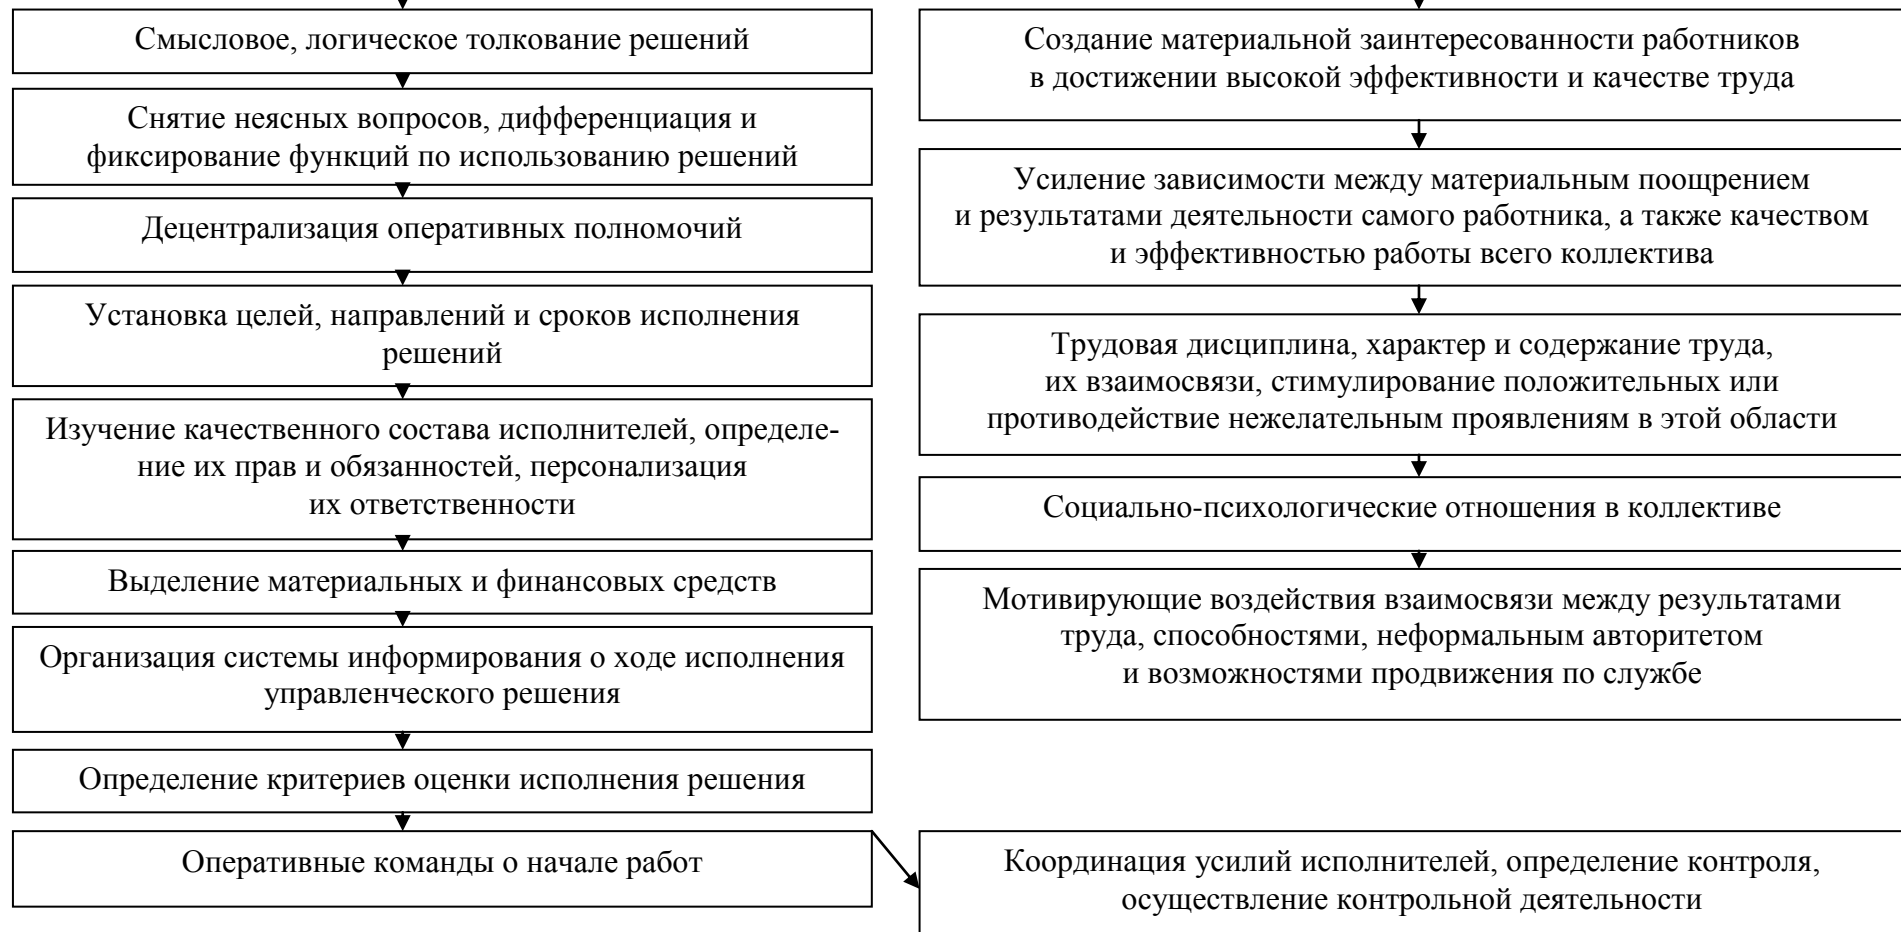 Смысловое, логическое толкование решений
Снятие неясных вопросов, дифференциация и
фиксирование функций по использованию решений
Децентрализация оперативных полномочий
Установка целей, направлений и сроков исполнения
решений
Изучение качественного состава исполнителей, определе-
ние их прав и обязанностей, персонализация
их ответственности
Выделение материальных и финансовых средств
Организация системы информирования о ходе исполнения
управленческого решения
Определение критериев оценки исполнения решения
Оперативные команды о начале работ
Создание материальной заинтересованности работников
в достижении высокой эффективности и качестве труда
Усиление зависимости между материальным поощрением
и результатами деятельности самого работника, а также качеством
и эффективностью работы всего коллектива
Трудовая дисциплина, характер и содержание труда,
их взаимосвязи, стимулирование положительных или
противодействие нежелательным проявлениям в этой области
Социально-психологические отношения в коллективе
Мотивирующие воздействия взаимосвязи между результатами
труда, способностями, неформальным авторитетом
и возможностями продвижения по службе
Координация усилий исполнителей, определение контроля,
осуществление контрольной деятельности